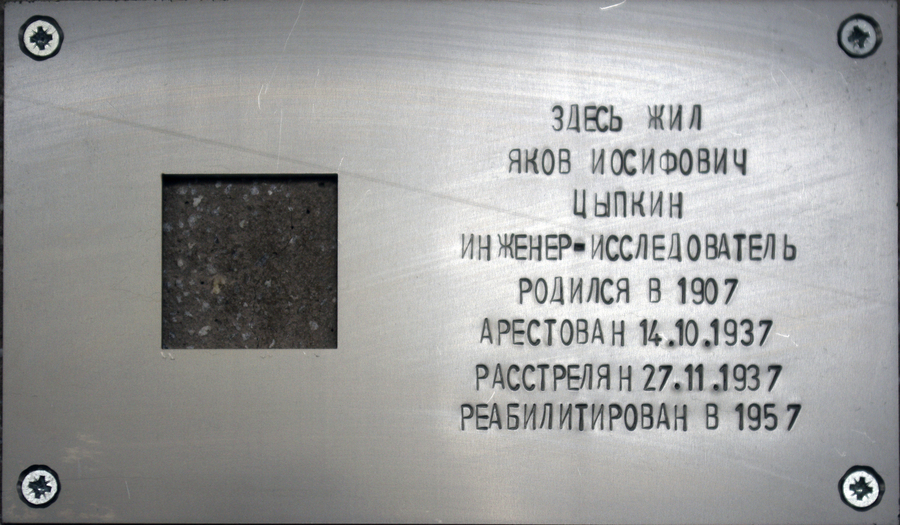 ЗДЕСЬ ЖИЛ
ЯКОВ ИОСИФОВИЧ
ЦЫПКИН
ИНЖЕНЕР-ИССЛЕДОВАТЕЛЬ
РОДИЛСЯ В 1907
АРЕСТОВАН 14.10.1937
РАССТРЕЛЯН 27.11.1937
РЕАБИЛИТИРОВАН В 1957